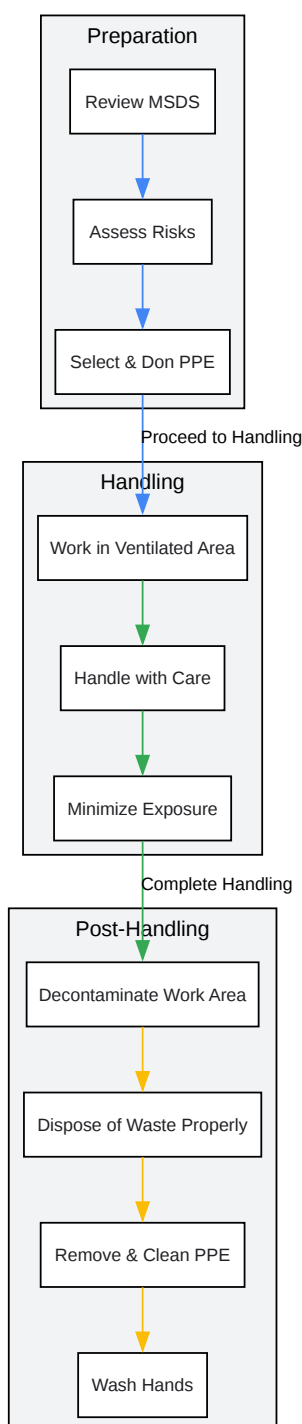 Preparation
Review MSDS
Assess Risks
Select & Don PPE
Proceed to Handling
Handling
Work in Ventilated Area
Handle with Care
Minimize Exposure
Complete Handling
Post-Handling
Decontaminate Work Area
Dispose of Waste Properly
Remove & Clean PPE
Wash Hands